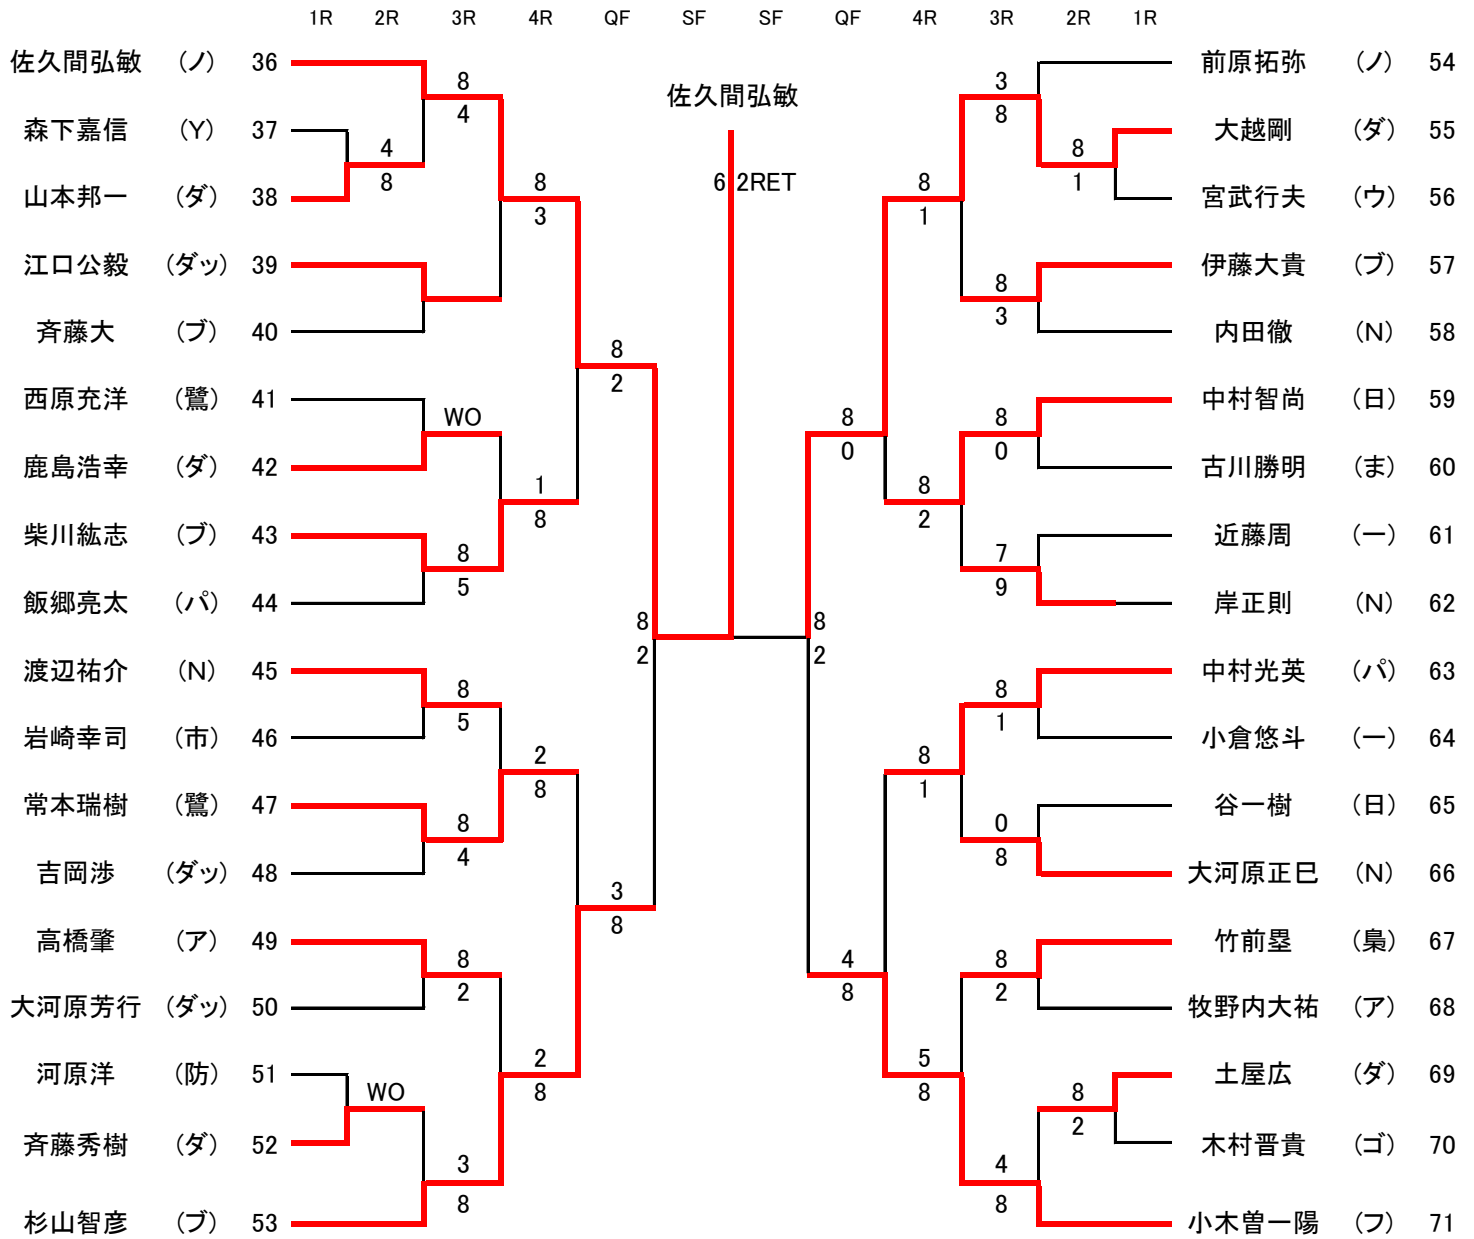 1R 2R 3R 4R QF SF SF QF 4R 3R 2R 1R
佐久間弘敏 (ノ) 36 前原拓弥 (ノ) 54
8 3
佐久間弘敏
4 8
森下嘉信 (Y) 37 大越剛 (ダ) 55
4 8
8 6 2RET 8 1
山本邦一 (ダ) 38 8 8 宮武行夫 (ウ) 56
3 1
江口公毅 (ダッ) 39 伊藤大貴 (ブ) 57
8
3
斉藤大 (ブ) 40 内田徹 (N) 58
8
2
西原充洋 (鷺) 41 中村智尚 (日) 59
WO 8 8
0 0
鹿島浩幸 (ダ) 42 古川勝明 (ま) 60
1 8
8 2
柴川紘志 (ブ) 43 近藤周 (一) 61
8 7
5 9
飯郷亮太 (パ) 44 岸正則 (N) 62
8 8
2 2
渡辺祐介 (N) 45 中村光英 (パ) 63
8 8
5 1
岩崎幸司 (市) 46 小倉悠斗 (一) 64
2 8
8 1
常本瑞樹 (鷺) 47 谷一樹 (日) 65
8 0
4 8
吉岡渉 (ダッ) 48 大河原正巳 (N) 66
3
8
高橋肇 (ア) 49 竹前塁 (梟) 67
8 4 8
2 8 2
大河原芳行 (ダッ) 50 牧野内大祐 (ア) 68
2 5
河原洋 (防) 51 土屋広 (ダ) 69
WO 8 8 8
2
斉藤秀樹 (ダ) 52 木村晋貴 (ゴ) 70
3 4
8 8
杉山智彦 (ブ) 53 小木曽一陽 (フ) 71